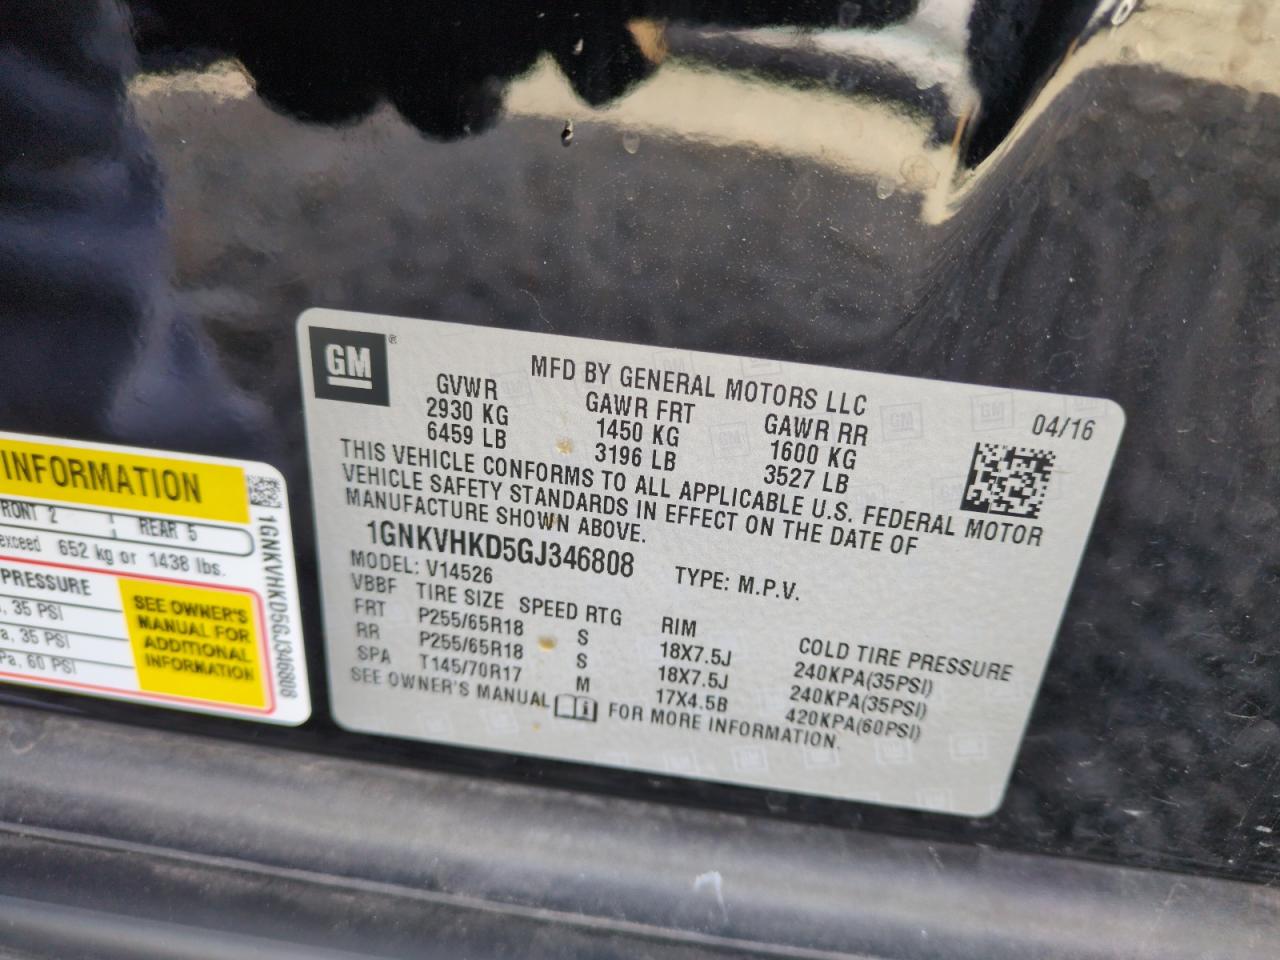 GM
®
MFD BY GENERAL MOTORS LLC
04/16
GVWR GAWR FRT GAWR RR
2930 KG 1450 KG 1600 KG
6459 LB 3196 LB 3527 LB
THIS VEHICLE CONFORMS TO ALL APPLICABLE U.S. FEDERAL MOTOR
VEHICLE SAFETY STANDARDS IN EFFECT ON THE DATE OF
MANUFACTURE SHOWN ABOVE.
1GNKVHKD5GJ346808 TYPE: M.P.V.
MODEL: V14526
VBBF TIRE SIZE SPEED RTG RIM COLD TIRE PRESSURE
FRT P255/65R18 S 18X7.5J 240KPA(35PSI)
RR P255/65R18 S 18X7.5J 240KPA(35PSI)
SPA T145/70R17 M 17X4.5B 420KPA(60PSI)
SEE OWNER'S MANUAL i FOR MORE INFORMATION.
INFORMATION
RONT 2 REAR 5
exceed 652 kg or 1438 lbs.
PRESSURE
, 35 PSI
a, 35 PSI
Pa, 60 PSI
SEE OWNER'S
MANUAL FOR
ADDITIONAL
INFORMATION
1GNKVHKD5GJ346808